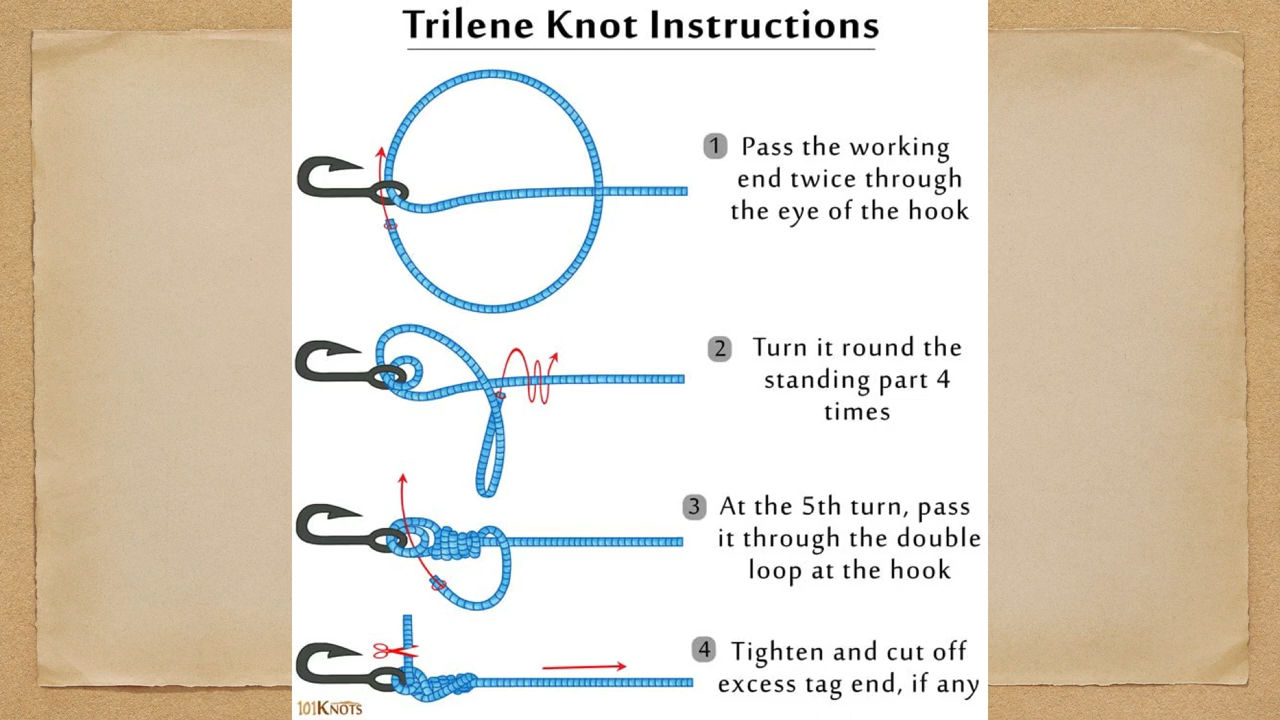 Trilene Knot Instructions
1 Pass the working
end twice through
the eye of the hook
2 Turn it round the
standing part 4
times
3 At the 5th turn, pass
it through the double
loop at the hook
4 Tighten and cut off
excess tag end, if any
101KNOTS